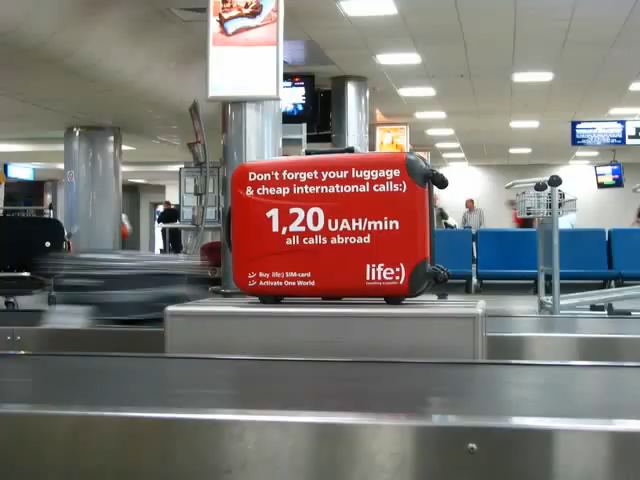 Don't forget your luggage
& cheap international calls:)
1,20 UAH/min
all calls abroad
Buy life:) SIM-card
Activate One World
life:)